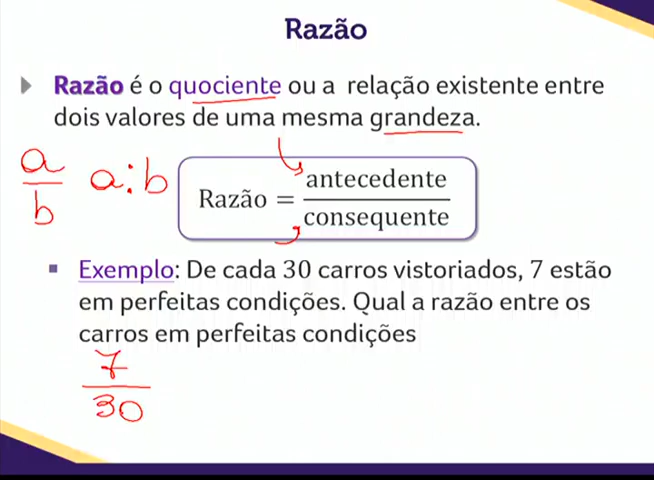 Razão
Razão é o quociente ou a relação existente entre
dois valores de uma mesma grandeza.
a
b
a:b
Razão = antecedente
consequente
Exemplo: De cada 30 carros vistoriados, 7 estão
em perfeitas condições. Qual a razão entre os
carros em perfeitas condições
7
30